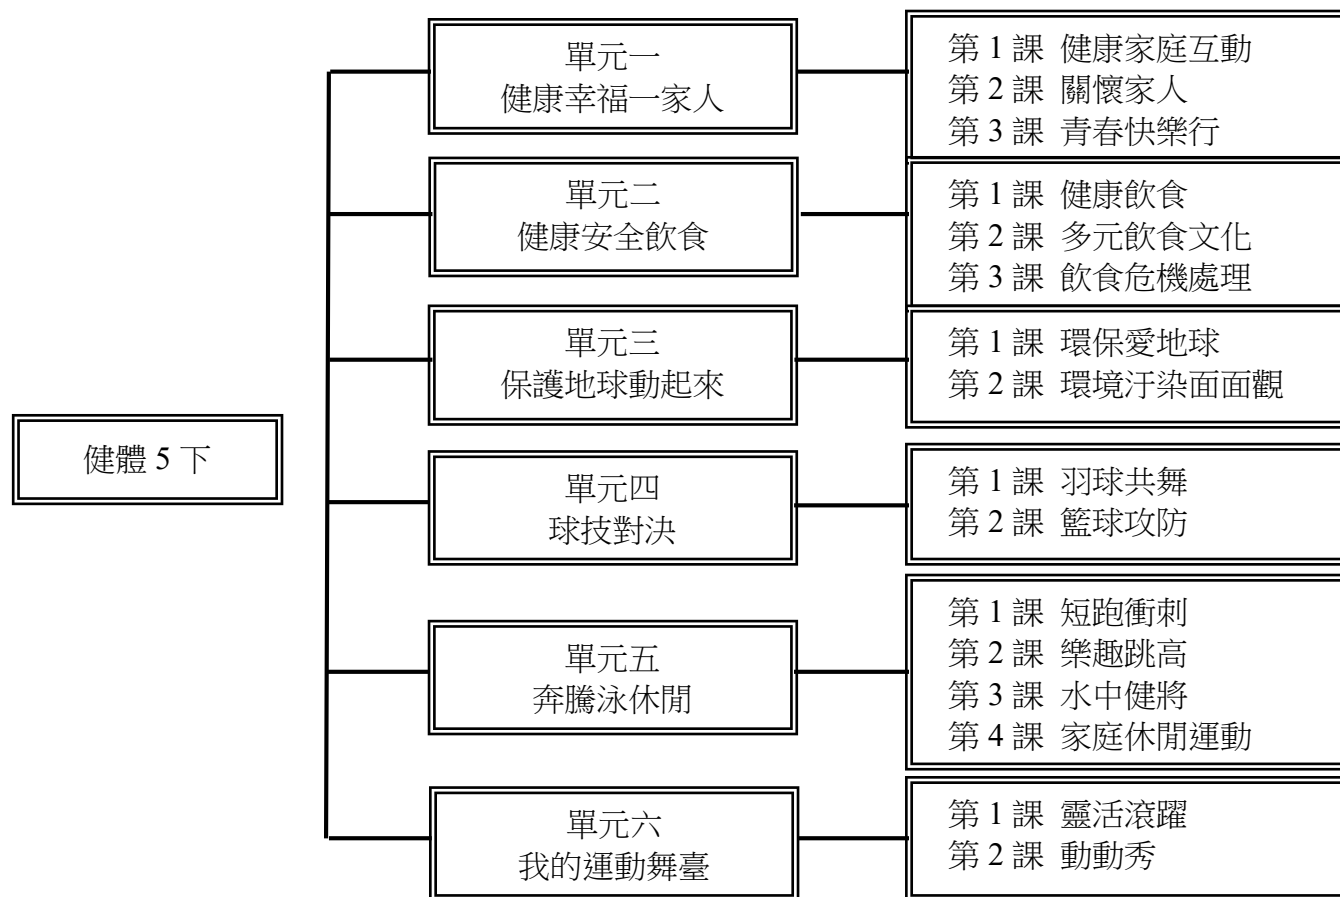 單元一
健康幸福一家人
第 1 課 健康家庭互動
第 2 課 關懷家人
第 3 課 青春快樂行
單元二
健康安全飲食
第 1 課 健康飲食
第 2 課 多元飲食文化
第 3 課 飲食危機處理
單元三
保護地球動起來
第 1 課 環保愛地球
第 2 課 環境汙染面面觀
健體 5 下
單元四
球技對決
第 1 課 羽球共舞
第 2 課 籃球攻防
單元五
奔騰泳休閒
第 1 課 短跑衝刺
第 2 課 樂趣跳高
第 3 課 水中健將
第 4 課 家庭休閒運動
單元六
我的運動舞臺
第 1 課 靈活滾躍
第 2 課 動動秀